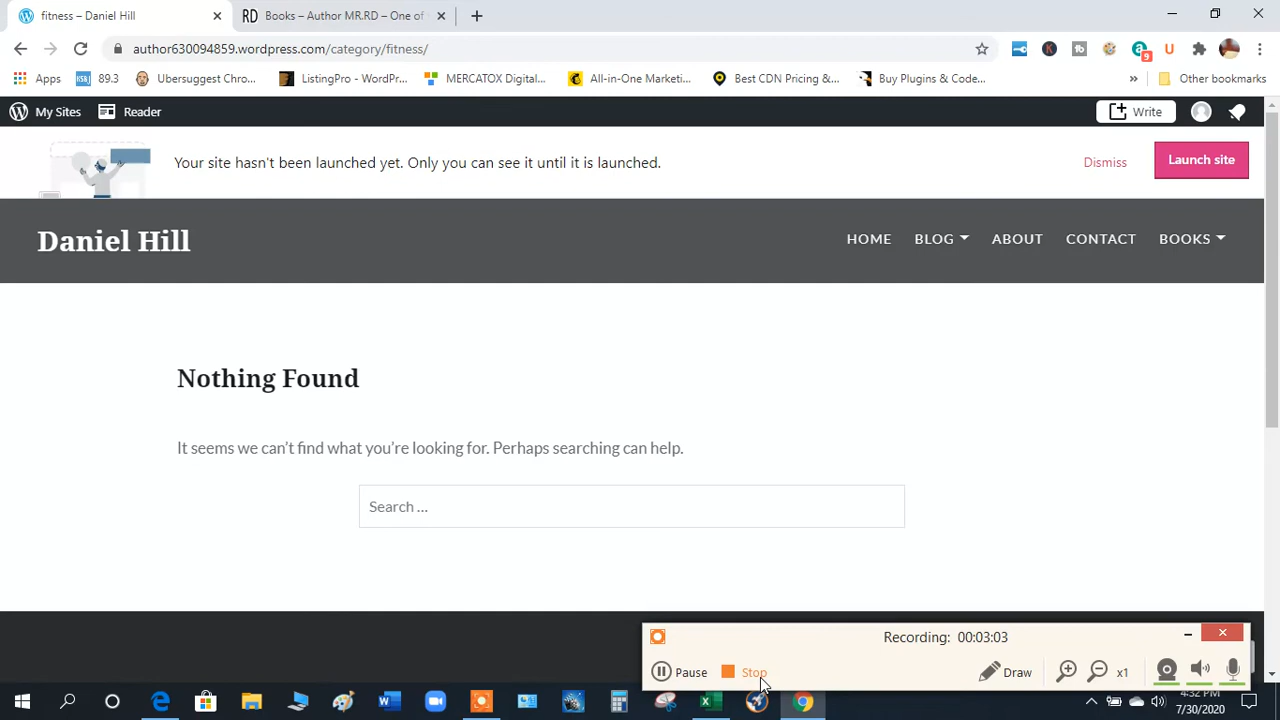 fitness – Daniel Hill
RD Books – Author MR.RD – One of
author630094859.wordpress.com/category/fitness/
Apps 89.3 Ubersuggest Chro... ListingPro - WordPr... MERCATOX Digital... All-in-One Marketi... Best CDN Pricing &... Buy Plugins & Code... » Other bookmarks
My Sites Reader Write
Your site hasn't been launched yet. Only you can see it until it is launched. Dismiss Launch site
Daniel Hill HOME BLOG ABOUT CONTACT BOOKS
Nothing Found
It seems we can't find what you're looking for. Perhaps searching can help.
Search ...
Recording: 00:03:03
Pause Stop Draw x1
4:32 PM
7/30/2020